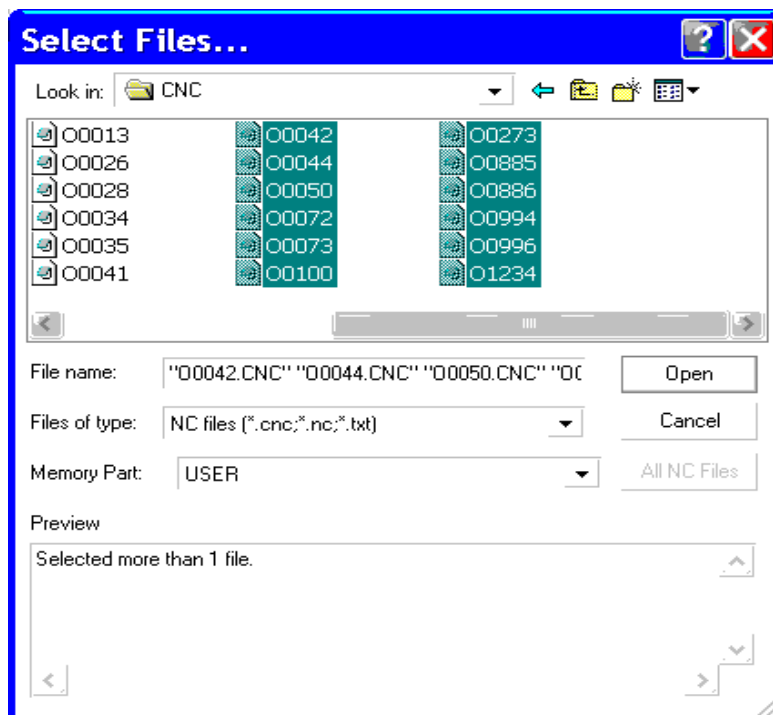 Select Files...
Look in: CNC
O0013 O0042 O0273
O0026 O0044 O0885
O0028 O0050 O0886
O0034 O0072 O0994
O0035 O0073 O0996
O0041 O0100 O1234
File name: "O0042.CNC" "O0044.CNC" "O0050.CNC" "O( Open
Files of type: NC files (*.cnc;*.nc;*.txt) Cancel
Memory Part: USER All NC Files
Preview
Selected more than 1 file.